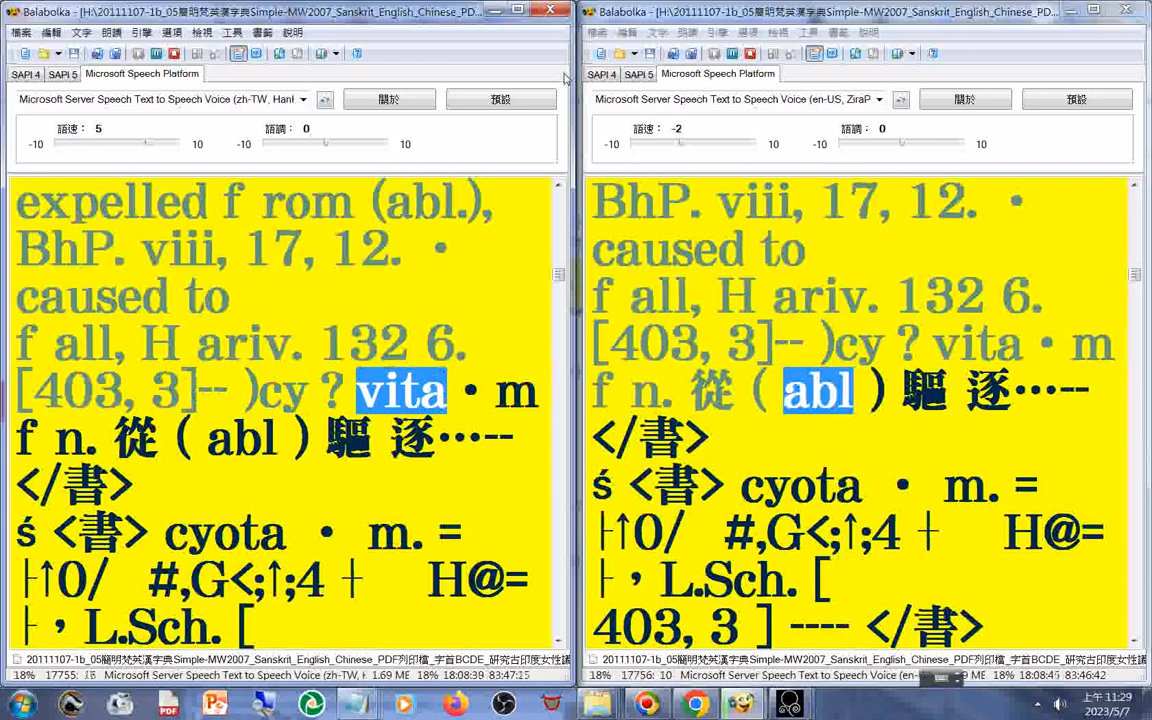 Balabolka - [H:\20111107-1b_05簡明梵英漢字典Simple-MW2007_Sanskrit_English_Chinese_PD...
檔案 編輯 文字 朗讀 引擎 選項 檢視 工具 書籤 說明
SAPI 4 SAPI 5 Microsoft Speech Platform
Microsoft Server Speech Text to Speech Voice (zh-TW, Han
關於
預設
語速： 5 語調： 0
-10 10 -10 10
expelled f rom (abl.),
BhP. viii, 17, 12. •
caused to
f all, H ariv. 132 6.
[403, 3]-- )cy ? vita • m
f n. 從（abl）驅 逐…--
</書>
ś <書> cyota • m. =
├↑0/ #,G<;↑;4 ┼ H@=
├，L.Sch. [
20111107-1b_05簡明梵英漢字典Simple-MW2007_Sanskrit_English_Chinese_PDF列印檔_字首BCDE_研究古印度女性議
18% 17755: Microsoft Server Speech Text to Speech Voice (zh-TW, H 1.69 MB 18% 18:08:39 83:47:15
Balabolka - [H:\20111107-1b_05簡明梵英漢字典Simple-MW2007_Sanskrit_English_Chinese_PD...
檔案 編輯 文字 朗讀 引擎 選項 檢視 工具 書籤 說明
SAPI 4 SAPI 5 Microsoft Speech Platform
Microsoft Server Speech Text to Speech Voice (en-US, ZiraP
關於
預設
語速： -2 語調： 0
-10 10 -10 10
BhP. viii, 17, 12. •
caused to
f all, H ariv. 132 6.
[403, 3]-- )cy ? vita • m
f n. 從（abl）驅 逐…--
</書>
ś <書> cyota • m. =
├↑0/ #,G<;↑;4 ┼ H@=
├，L.Sch. [
403, 3 ] ---- </書>
20111107-1b_05簡明梵英漢字典Simple-MW2007_Sanskrit_English_Chinese_PDF列印檔_字首BCDE_研究古印度女性議
18% 17756: 10 Microsoft Server Speech Text to Speech Voice (en-US 18% 18:08:45 83:46:42
上午 11:29
2023/5/7